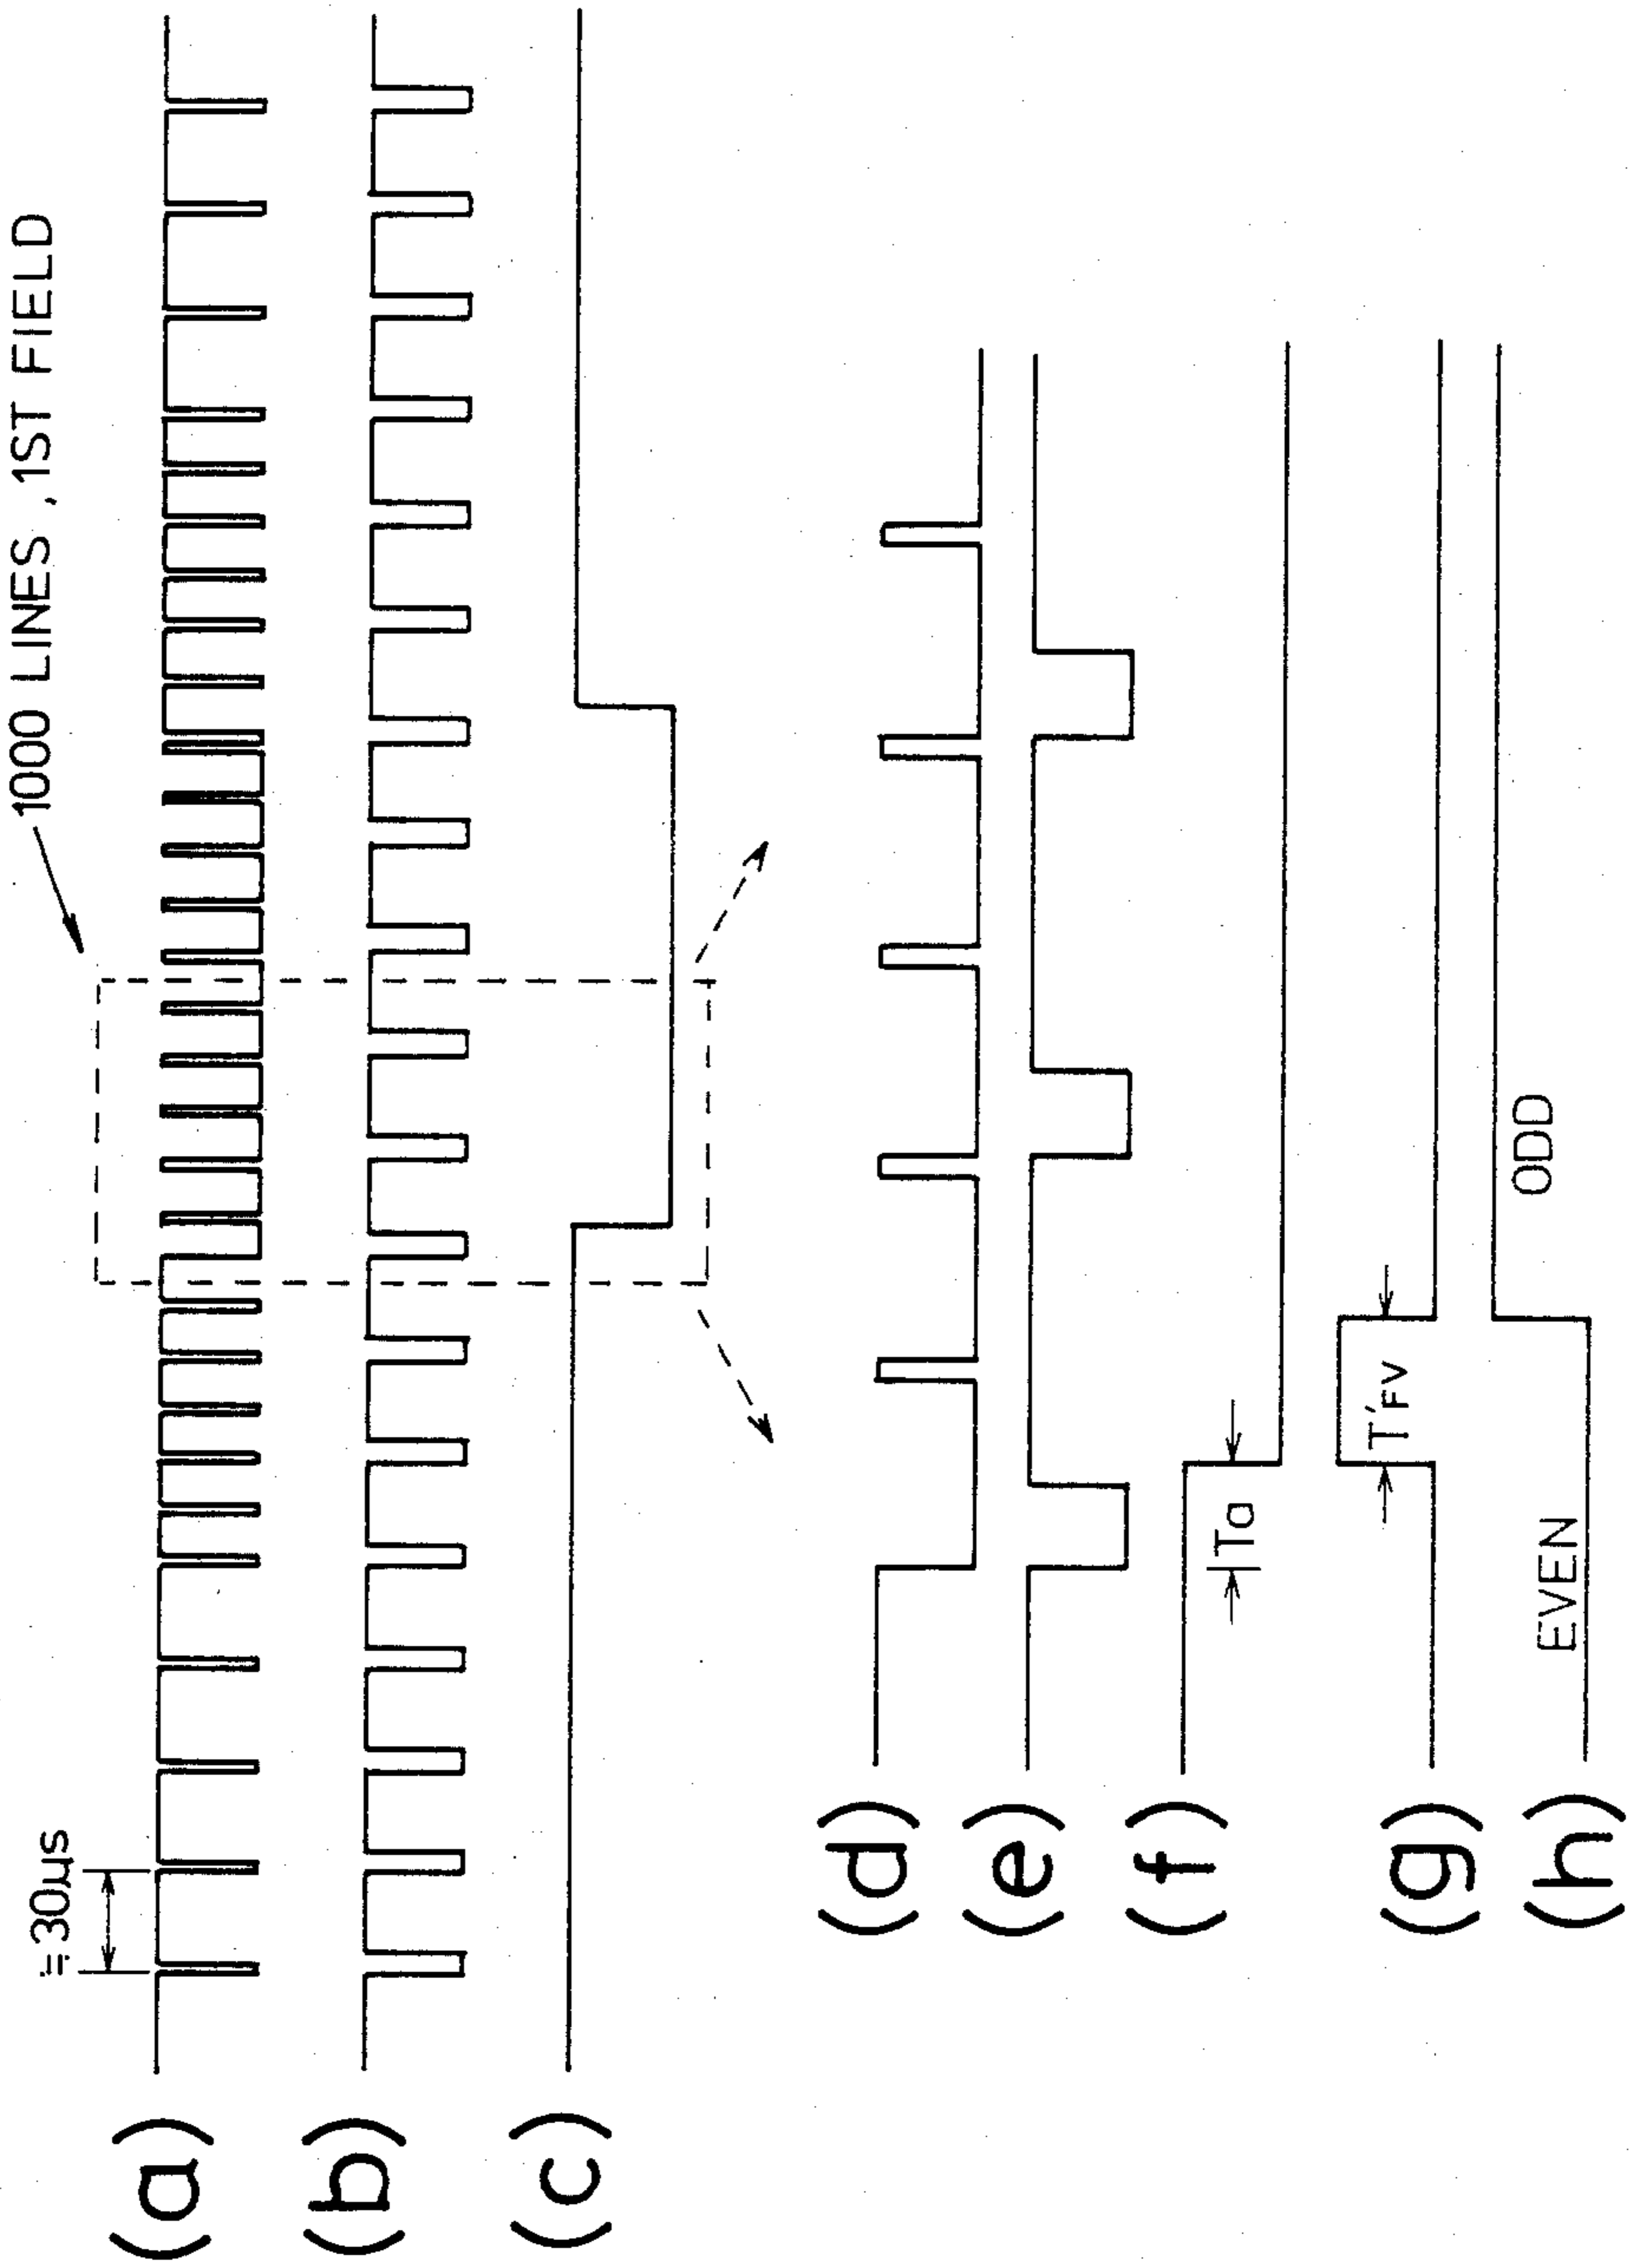 1000 LINES ,1ST FIELD
≒30µs
(a)
(b)
(c)
(d)
(e)
(f)
Ta
(g)
T'FV
(h)
EVEN
ODD